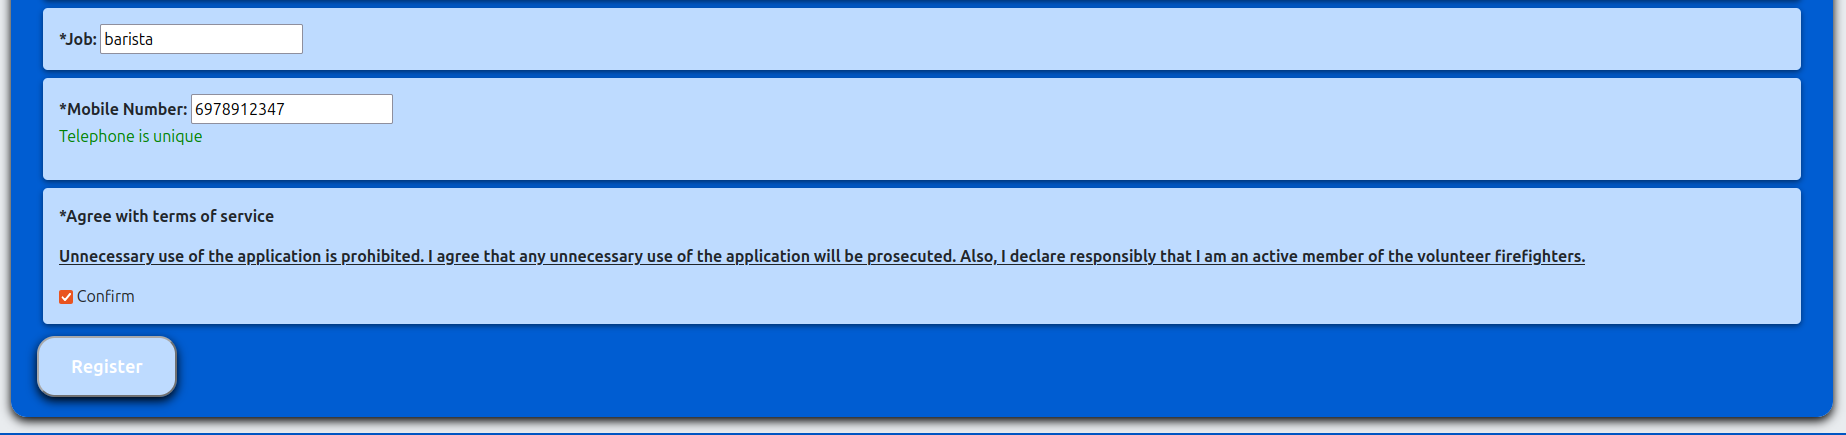 *Job: barista
*Mobile Number: 6978912347
Telephone is unique
*Agree with terms of service
Unnecessary use of the application is prohibited. I agree that any unnecessary use of the application will be prosecuted. Also, I declare responsibly that I am an active member of the volunteer firefighters.
Confirm
Register